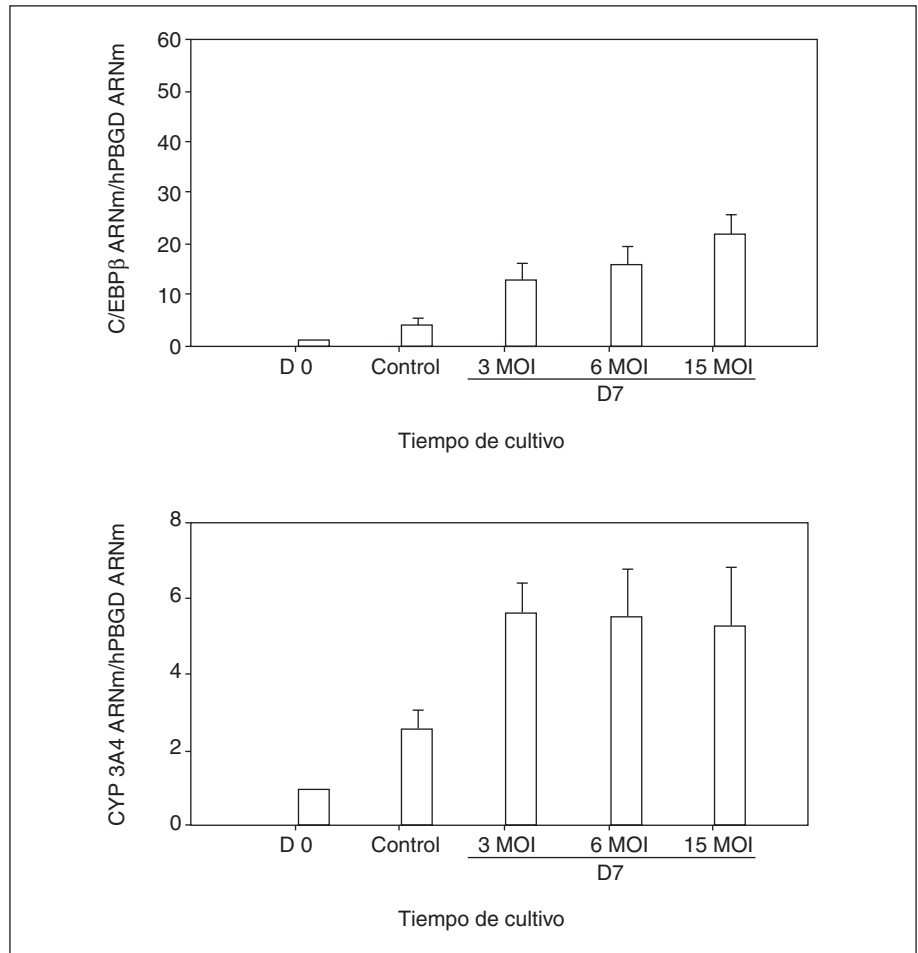 C/EBPβ ARNm/hPBGD ARNm
60
50
40
30
20
10
0
D 0 Control 3 MOI 6 MOI 15 MOI
D7
Tiempo de cultivo
CYP 3A4 ARNm/hPBGD ARNm
8
6
4
2
0
D 0 Control 3 MOI 6 MOI 15 MOI
D7
Tiempo de cultivo